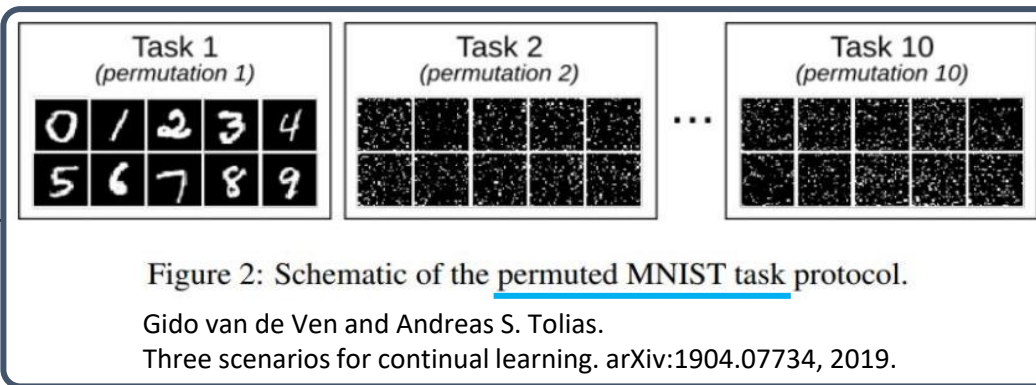 Task 1
(permutation 1)
0 1 2 3 4
5 6 7 8 9
Task 2
(permutation 2)
...
Task 10
(permutation 10)
Figure 2: Schematic of the permuted MNIST task protocol.
Gido van de Ven and Andreas S. Tolias.
Three scenarios for continual learning. arXiv:1904.07734, 2019.